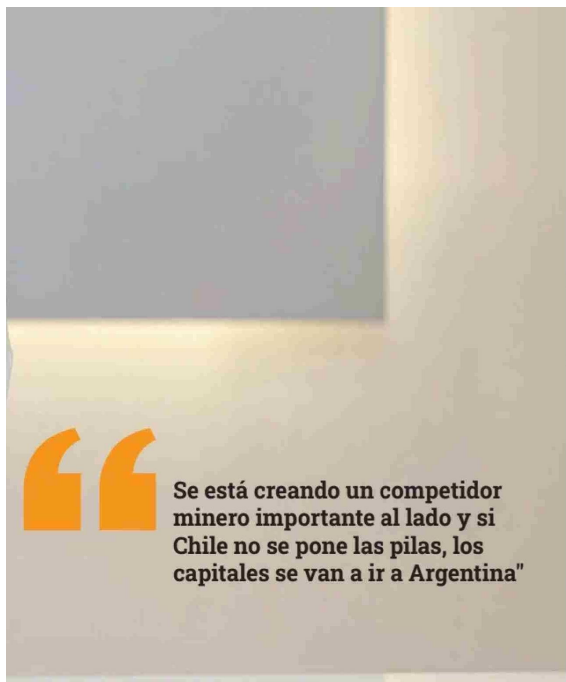 Se está creando un competidor
minero importante al lado y si
Chile no se pone las pilas, los
capitales se van a ir a Argentina"